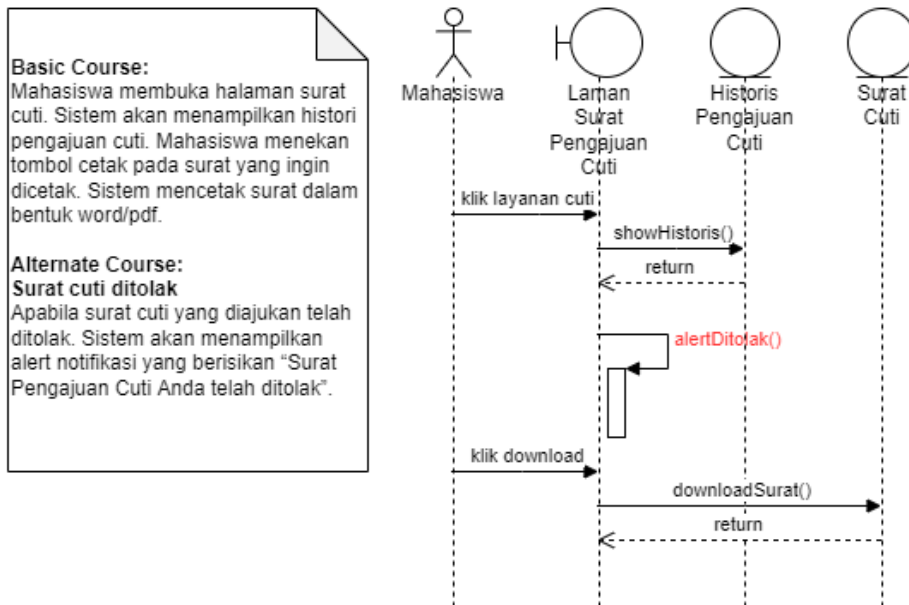 Basic Course:
Mahasiswa membuka halaman surat
cuti. Sistem akan menampilkan histori
pengajuan cuti. Mahasiswa menekan
tombol cetak pada surat yang ingin
dicetak. Sistem mencetak surat dalam
bentuk word/pdf.
Alternate Course:
Surat cuti ditolak
Apabila surat cuti yang diajukan telah
ditolak. Sistem akan menampilkan
alert notifikasi yang berisikan “Surat
Pengajuan Cuti Anda telah ditolak”.
Mahasiswa
Laman
Surat
Pengajuan
Cuti
Historis
Pengajuan
Cuti
Surat
Cuti
klik layanan cuti
showHistoris()
return
alertDitolak()
klik download
downloadSurat()
return